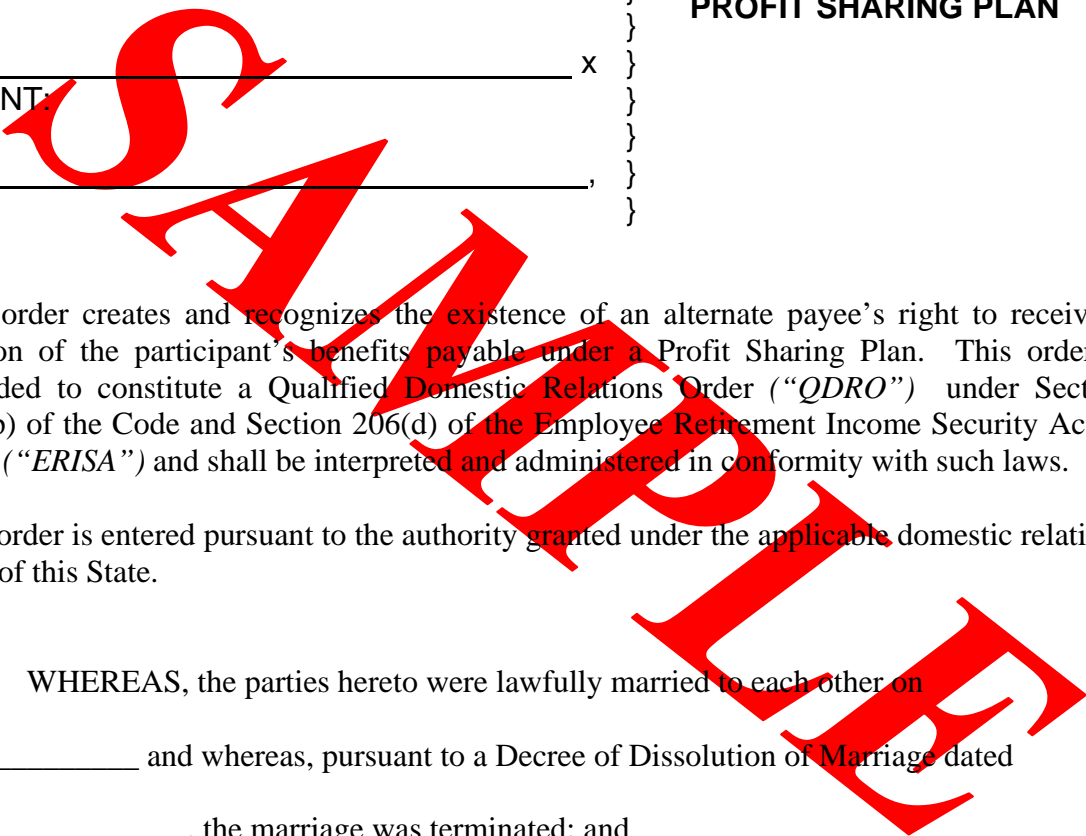 PROFIT SHARING PLAN
}
}
x }
NT: }
}
, }
}
SAMPLE
order creates and recognizes the existence of an alternate payee’s right to receiv
on of the participant’s benefits payable under a Profit Sharing Plan. This order
ded to constitute a Qualified Domestic Relations Order (“QDRO”) under Sect
) of the Code and Section 206(d) of the Employee Retirement Income Security Ac
(“ERISA”) and shall be interpreted and administered in conformity with such laws.
order is entered pursuant to the authority granted under the applicable domestic relati
of this State.
WHEREAS, the parties hereto were lawfully married to each other on
_________ and whereas, pursuant to a Decree of Dissolution of Marriage dated
, the marriage was terminated; and